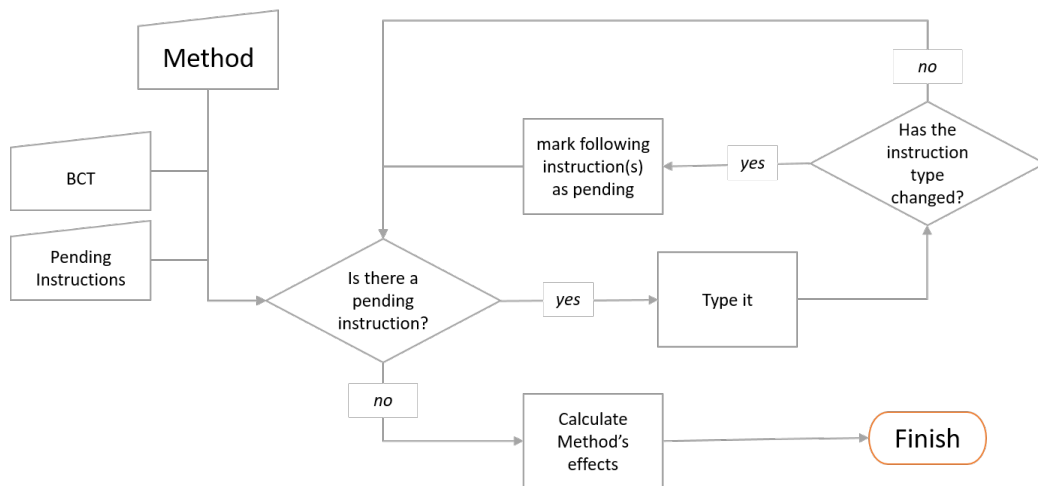 Method
BCT
Pending
Instructions
Is there a
pending
instruction?
yes
Type it
Has the
instruction
type
changed?
no
yes
mark following
instruction(s)
as pending
no
Calculate
Method’s
effects
Finish